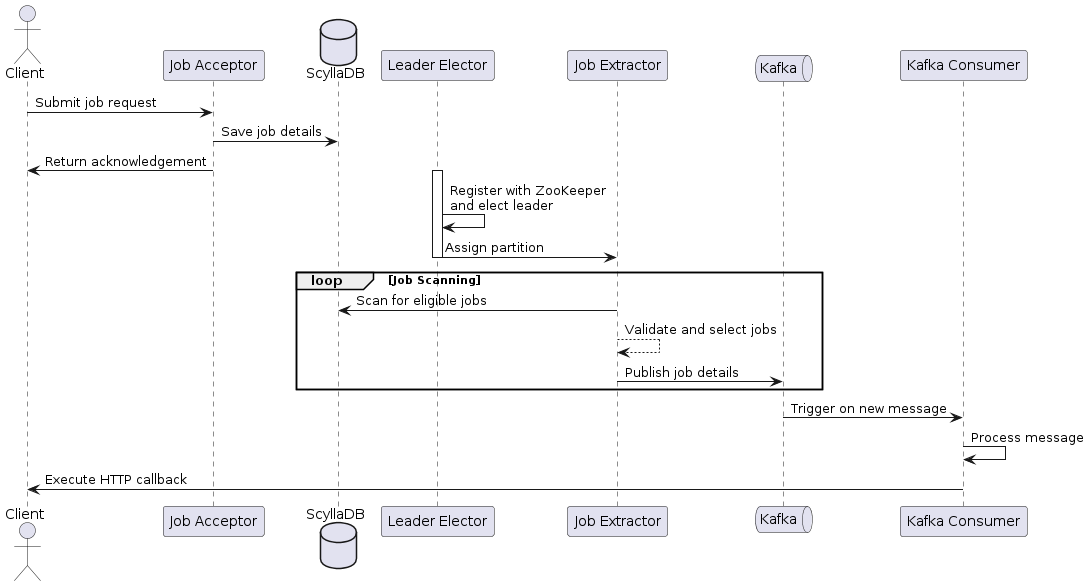 Client
Job Acceptor
ScyllaDB
Leader Elector
Job Extractor
Kafka
Kafka Consumer
Submit job request
Save job details
Return acknowledgement
Register with ZooKeeper
and elect leader
Assign partition
loop
[Job Scanning]
Scan for eligible jobs
Validate and select jobs
Publish job details
Trigger on new message
Process message
Execute HTTP callback
Client
Job Acceptor
ScyllaDB
Leader Elector
Job Extractor
Kafka
Kafka Consumer